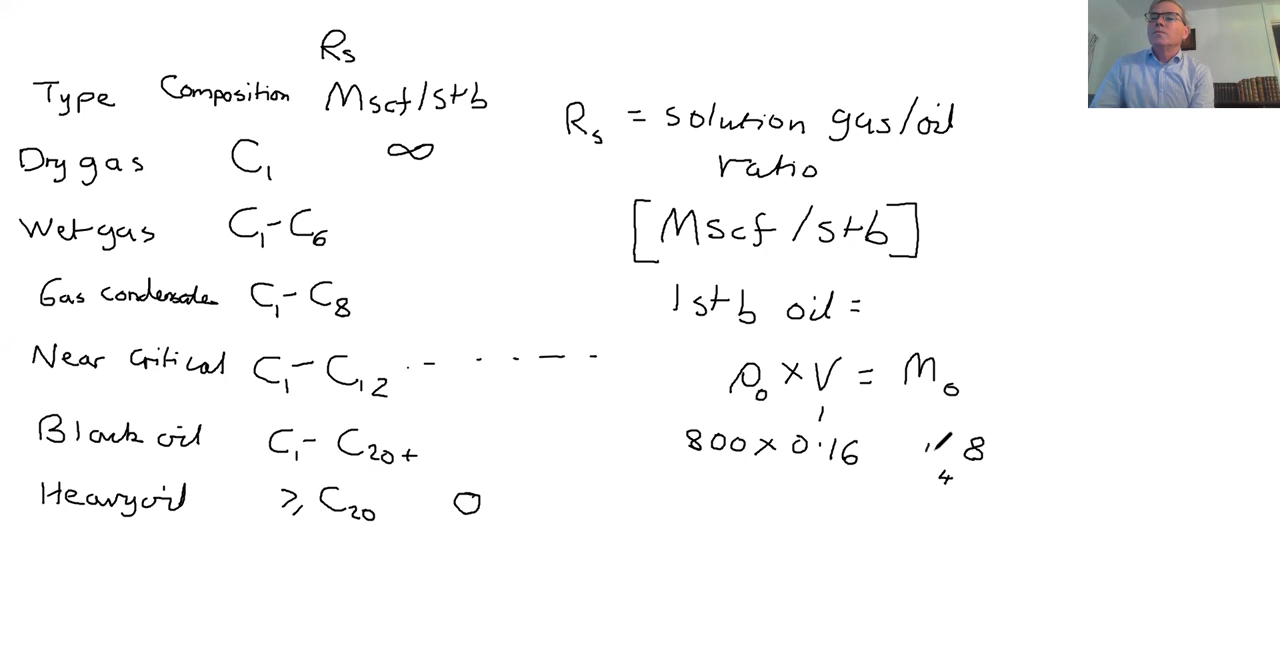 Rs
Type Composition Mscf/stb
Dry gas C1 ∞
Wet gas C1-C6
Gas condensate C1-C8
Near critical C1-C12 . - . . - .
Black oil C1-C20+
Heavy oil ⩾ C20 0
Rs = solution gas/oil
ratio
[Mscf/stb]
1 stb oil =
ρo × V = Mo
800 × 0.16